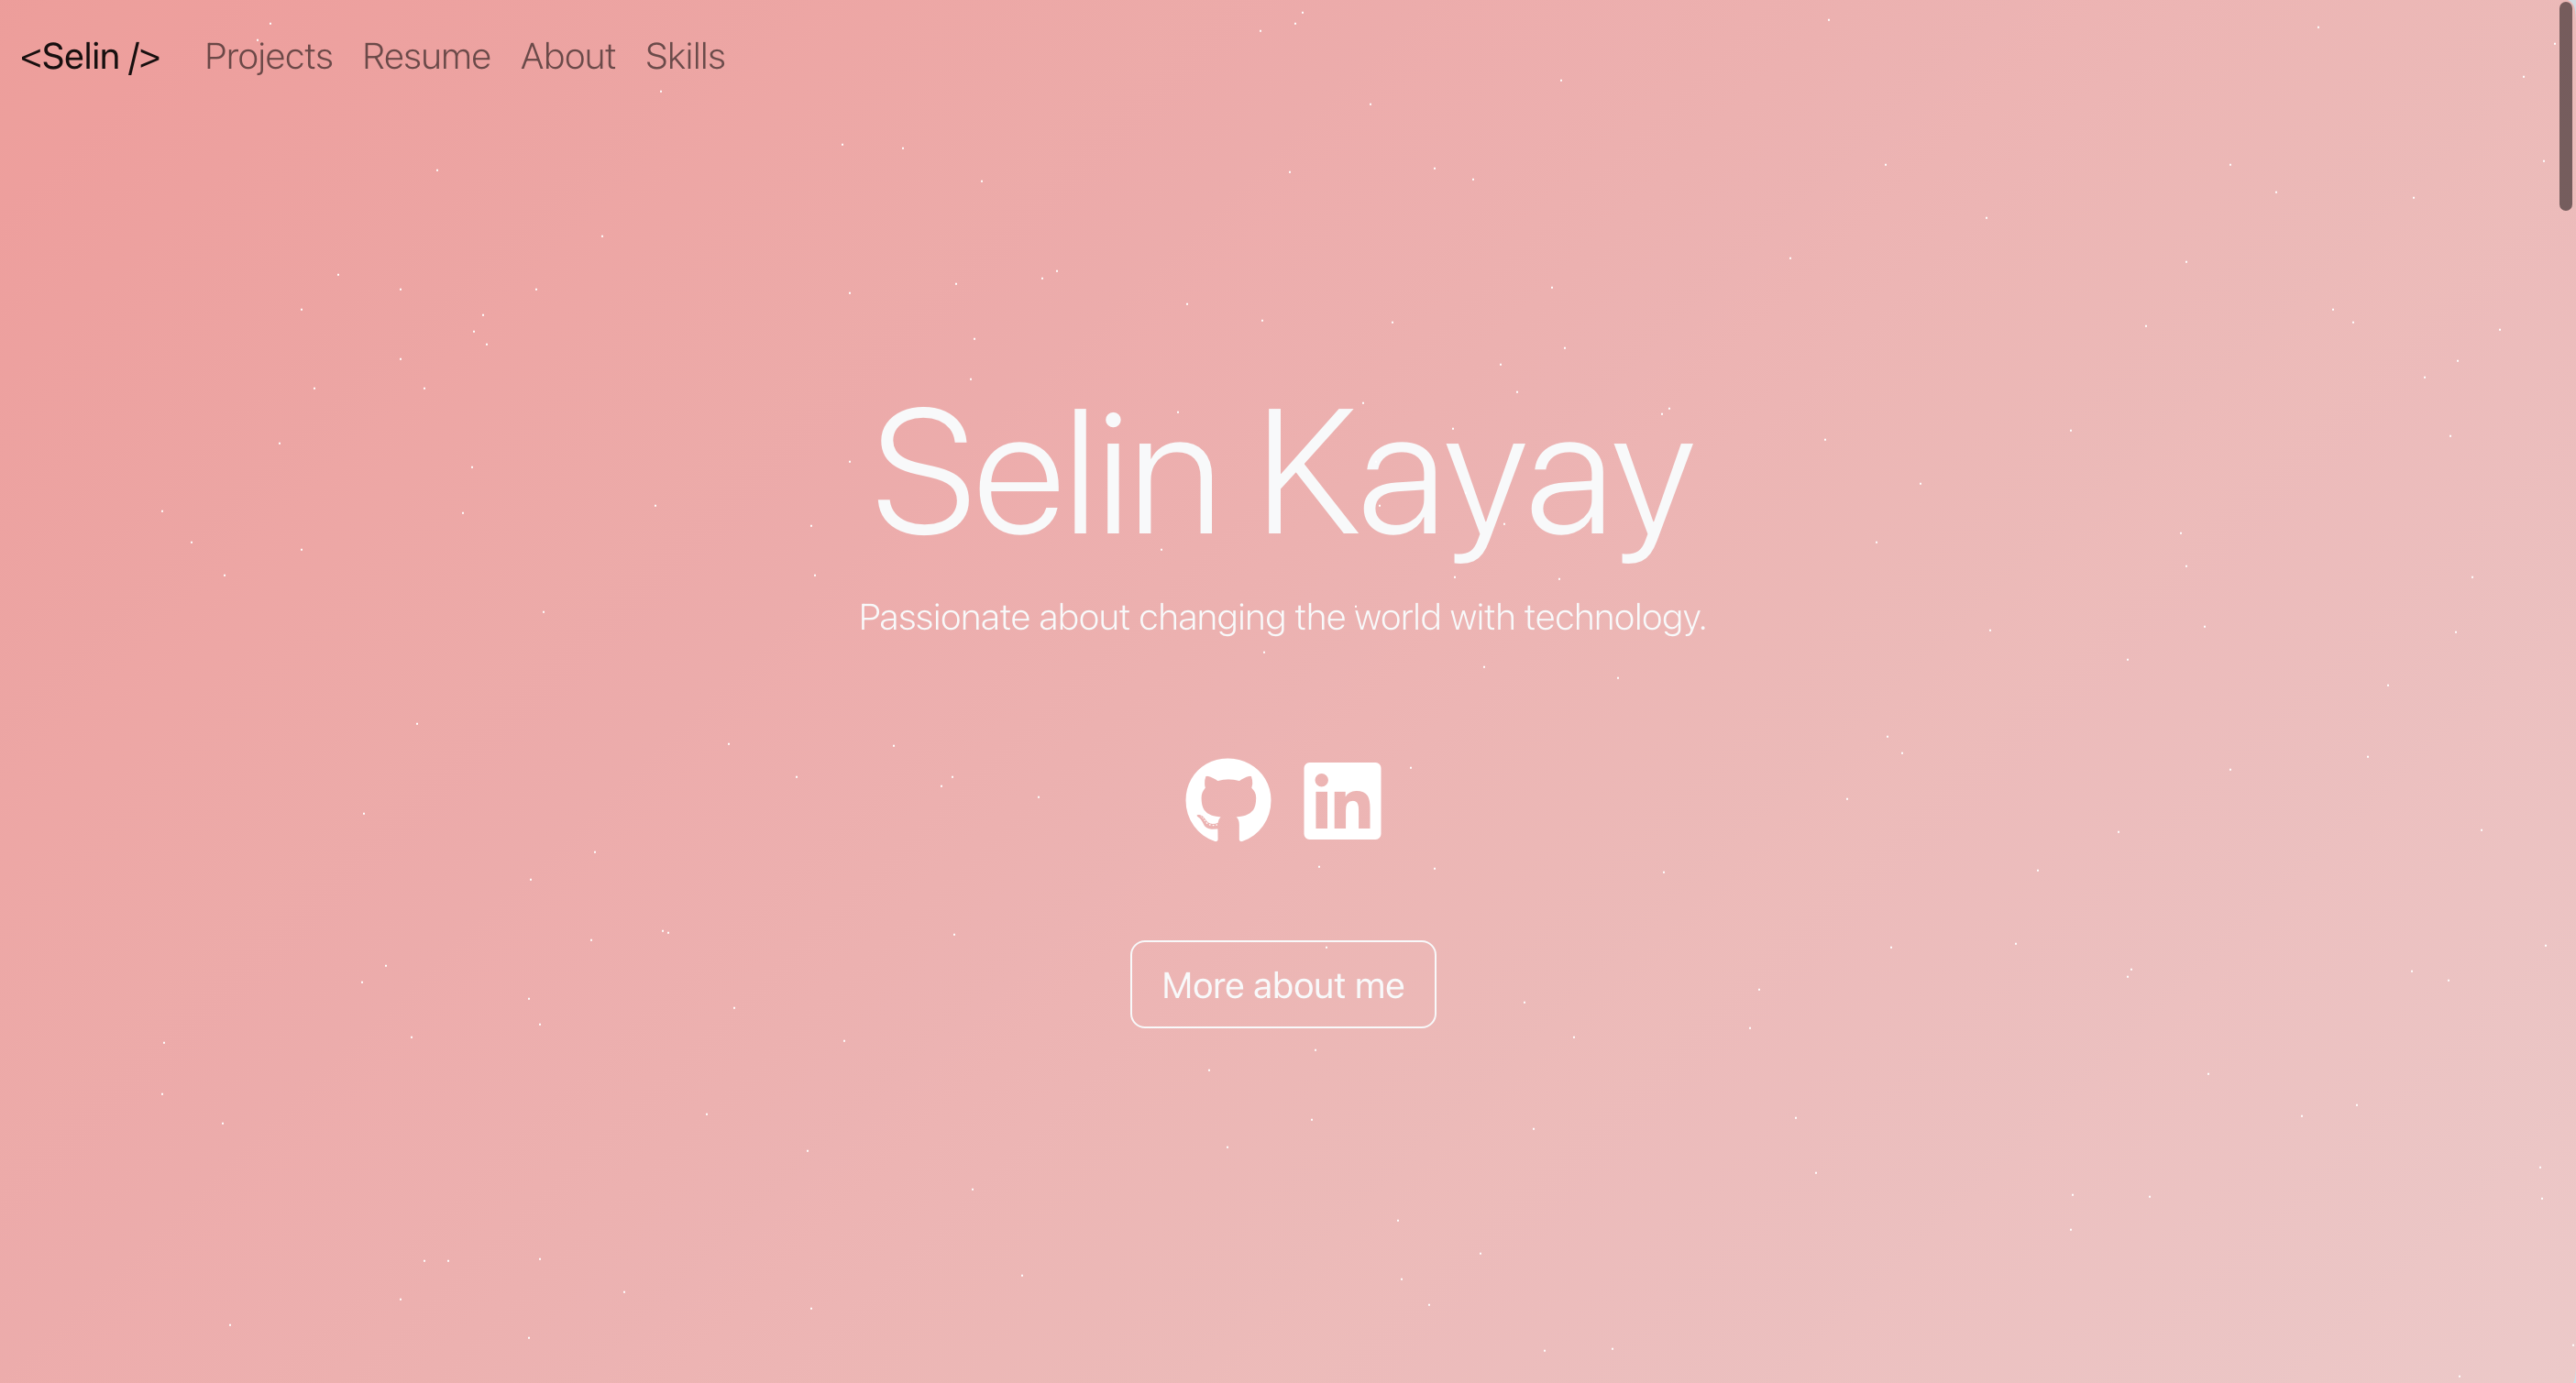 <Selin /> Projects Resume About Skills
Selin Kayay
Passionate about changing the world with technology.
in
More about me